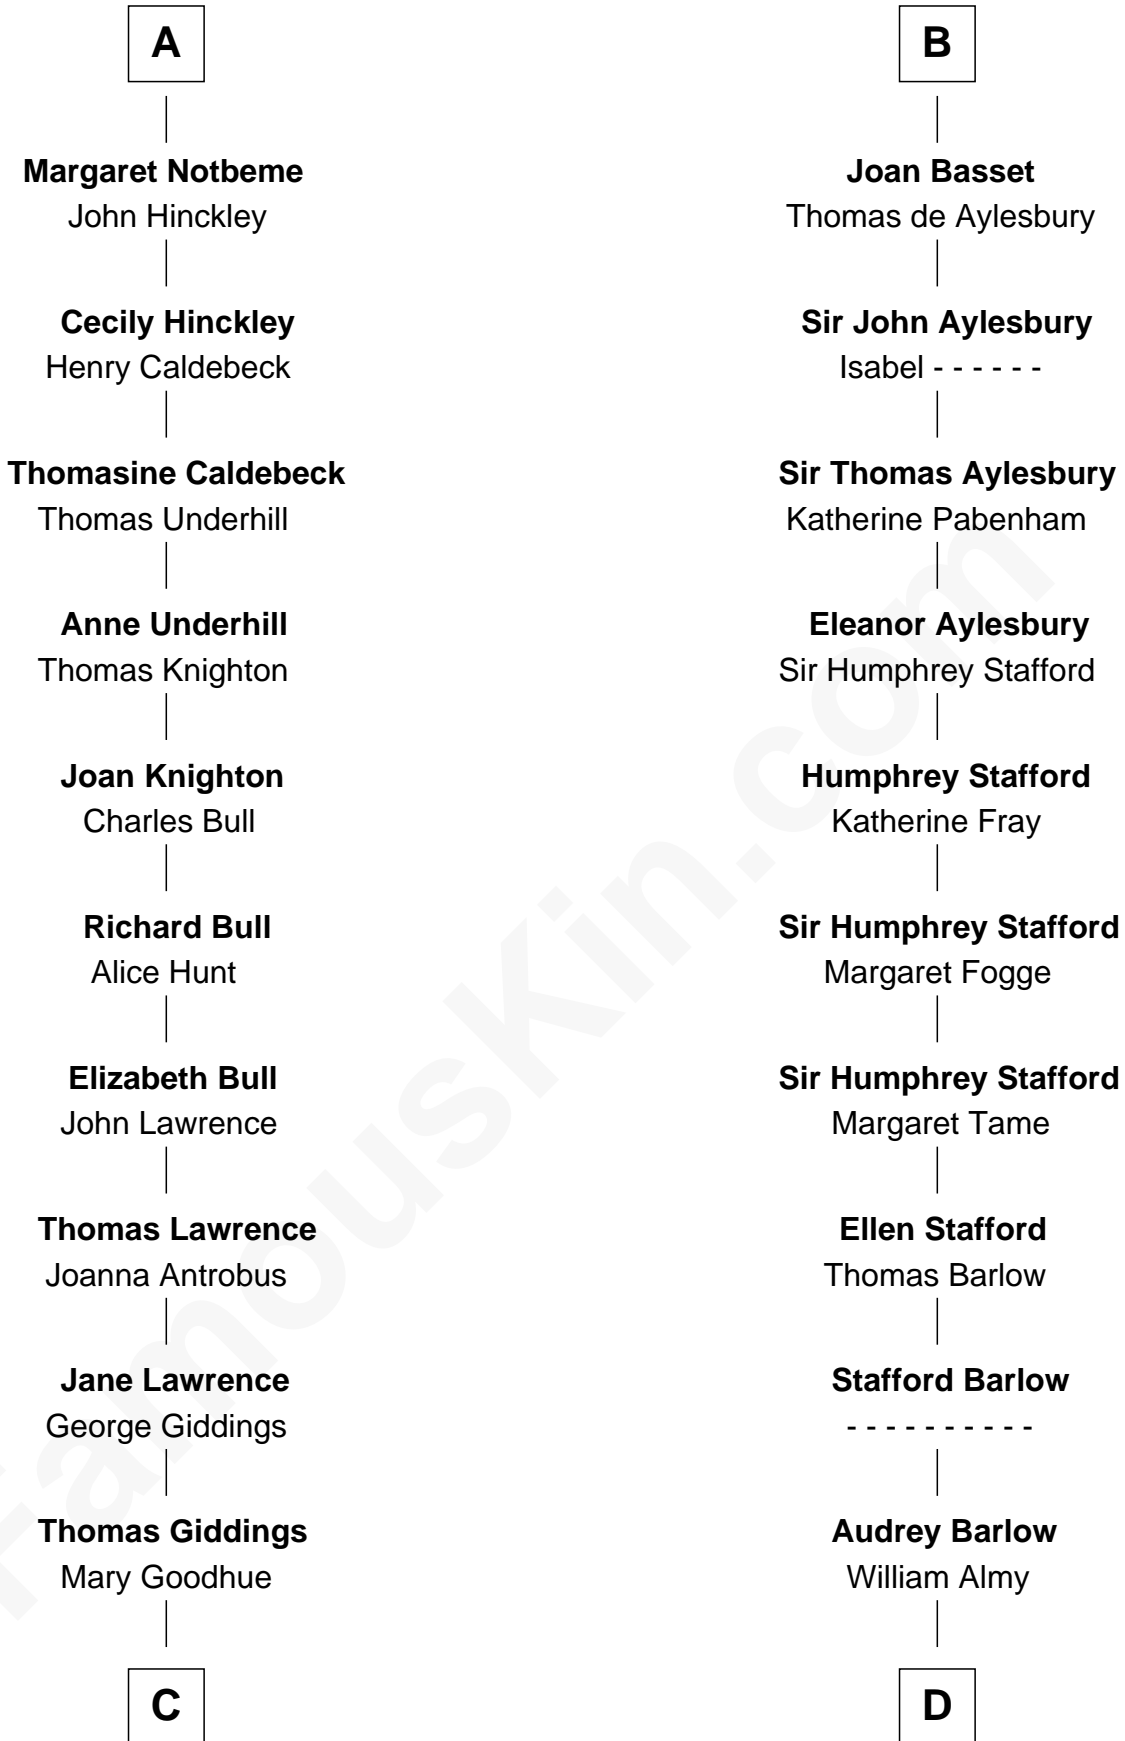 A
Margaret Notbeme
John Hinckley
Cecily Hinckley
Henry Caldebeck
Thomasine Caldebeck
Thomas Underhill
Anne Underhill
Thomas Knighton
Joan Knighton
Charles Bull
Richard Bull
Alice Hunt
Elizabeth Bull
John Lawrence
Thomas Lawrence
Joanna Antrobus
Jane Lawrence
George Giddings
Thomas Giddings
Mary Goodhue
C
B
Joan Basset
Thomas de Aylesbury
Sir John Aylesbury
Isabel - - - - - -
Sir Thomas Aylesbury
Katherine Pabenham
Eleanor Aylesbury
Sir Humphrey Stafford
Humphrey Stafford
Katherine Fray
Sir Humphrey Stafford
Margaret Fogge
Sir Humphrey Stafford
Margaret Tame
Ellen Stafford
Thomas Barlow
Stafford Barlow
- - - - - - - - - -
Audrey Barlow
William Almy
D
FamousKin.com